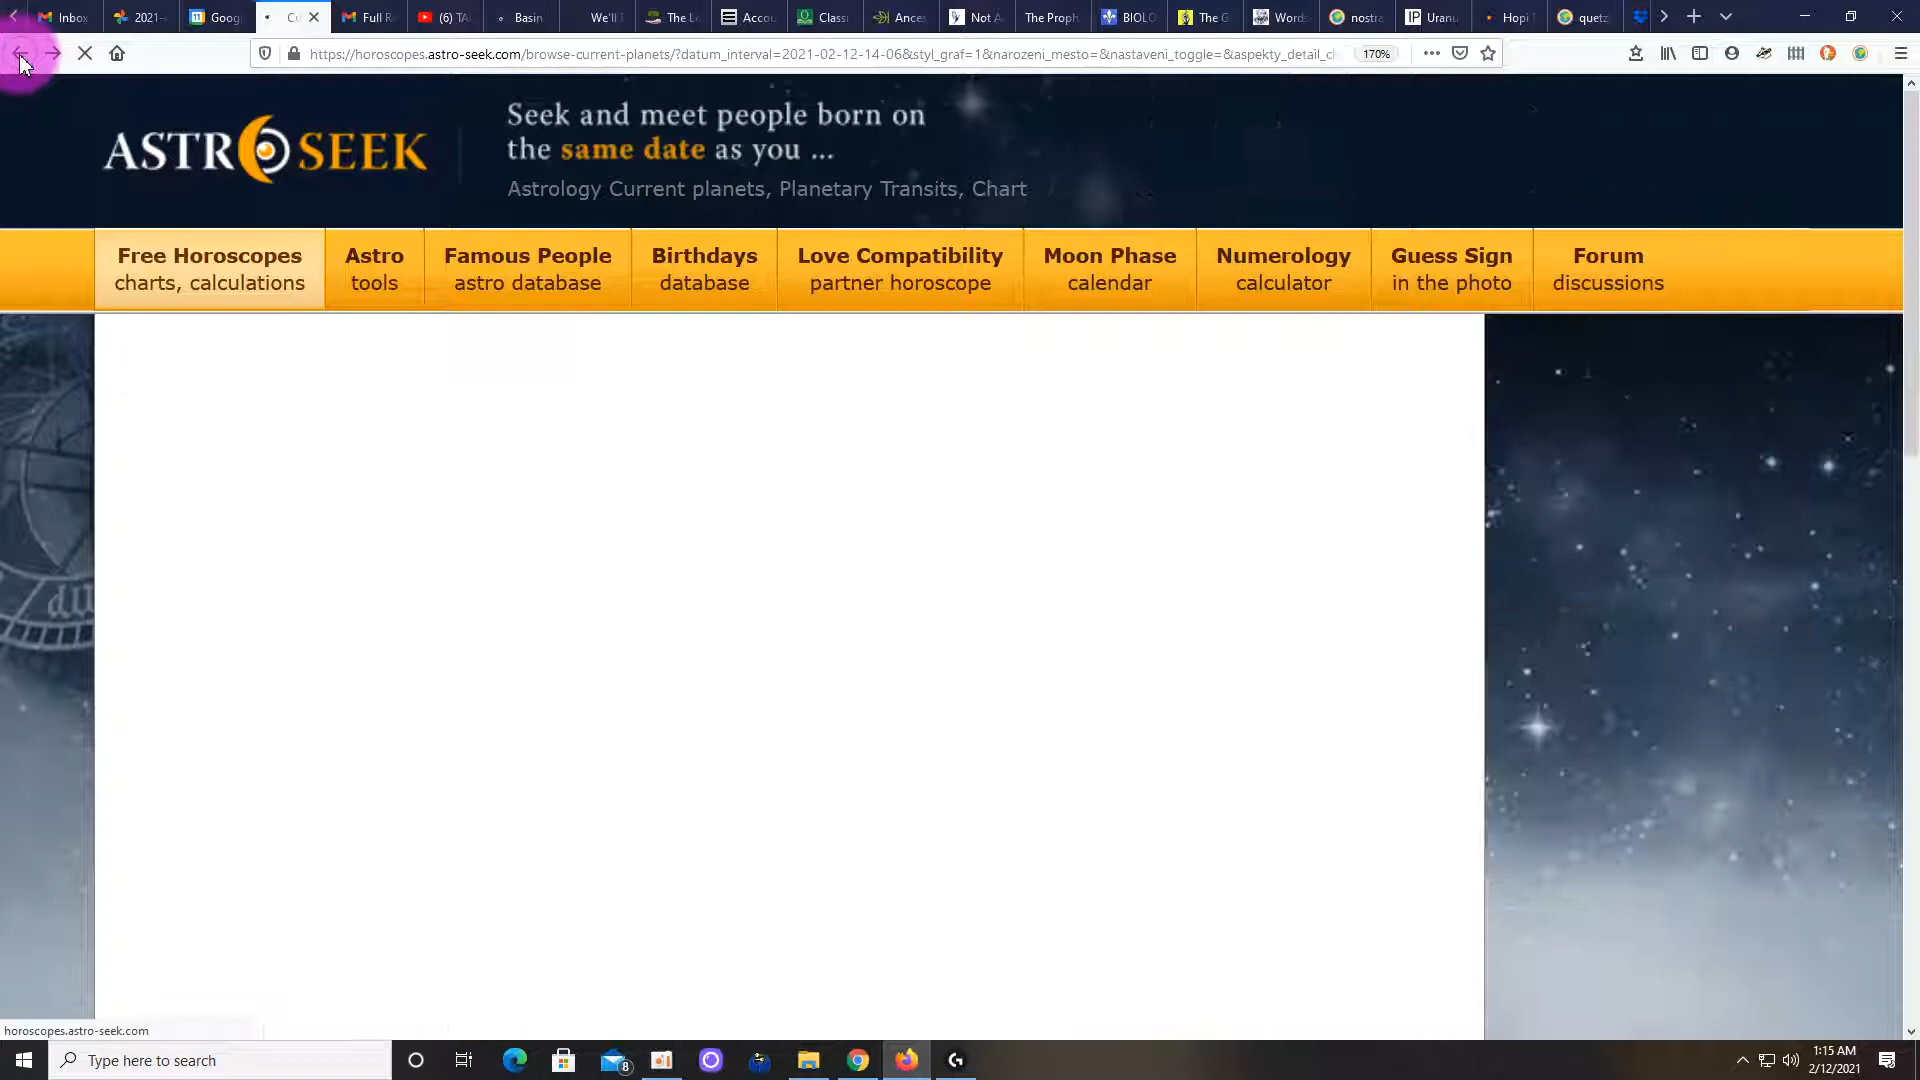 Inbox 2021- Goog Cu Full R (6) TA Basin We'll The Lo Accou Classi Ances Not A The Proph BIOLO The G Words nostra Uranu Hopi quetz
https://horoscopes.astro-seek.com/browse-current-planets/?datum_interval=2021-02-12-14-06&styl_graf=1&narozeni_mesto=&nastaveni_toggle=&aspekty_detail_c 170%
ASTROSEEK
Seek and meet people born on
the same date as you ...
Astrology Current planets, Planetary Transits, Chart
Free Horoscopes Astro Famous People Birthdays Love Compatibility Moon Phase Numerology Guess Sign Forum
charts, calculations tools astro database database partner horoscope calendar calculator in the photo discussions
horoscopes.astro-seek.com
Type here to search
8
1:15 AM
2/12/2021